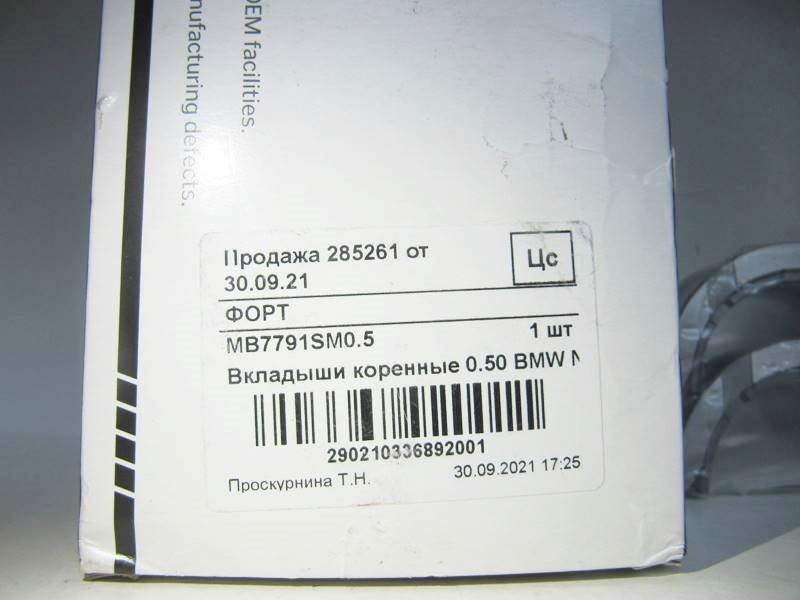 OEM facilities.
nufacturing defects.
Продажа 285261 от
30.09.21
Цс
ФОРТ
MB7791SM0.5 1 шт
Вкладыши коренные 0.50 BMW
290210336892001
Проскурнина Т.Н. 30.09.2021 17:25